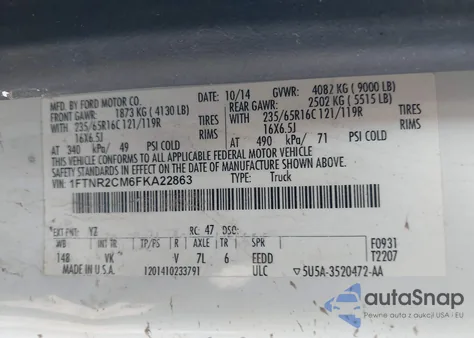 MFD. BY FORD MOTOR CO.
10/14
GVWR: 4082 KG (9000 LB)
FRONT GAWR: 1873 KG (4130 LB)
REAR GAWR: 2502 KG (5515 LB)
WITH 235/65R16C 121/119R TIRES
WITH 235/65R16C 121/119R TIRES
16X6.5J RIMS
16X6.5J RIMS
AT 340 kPa/ 49 PSI COLD
AT 490 kPa/ 71 PSI COLD
THIS VEHICLE CONFORMS TO ALL APPLICABLE FEDERAL MOTOR VEHICLE
SAFETY STANDARDS IN EFFECT ON THE DATE OF MANUFACTURE SHOWN ABOVE.
VIN: 1FTNR2CM6FKA22863
TYPE: Truck
EXT PNT: YZ RC: 47 DSO:
WB INT TR TP/PS R AXLE TR SPR F0931
148 VK V 7L 6 EEDD T2207
MADE IN U.S.A. 1201410233791 ULC 5U5A-3520472-AA
autoSnap
Pewne auta z USA i Kanady